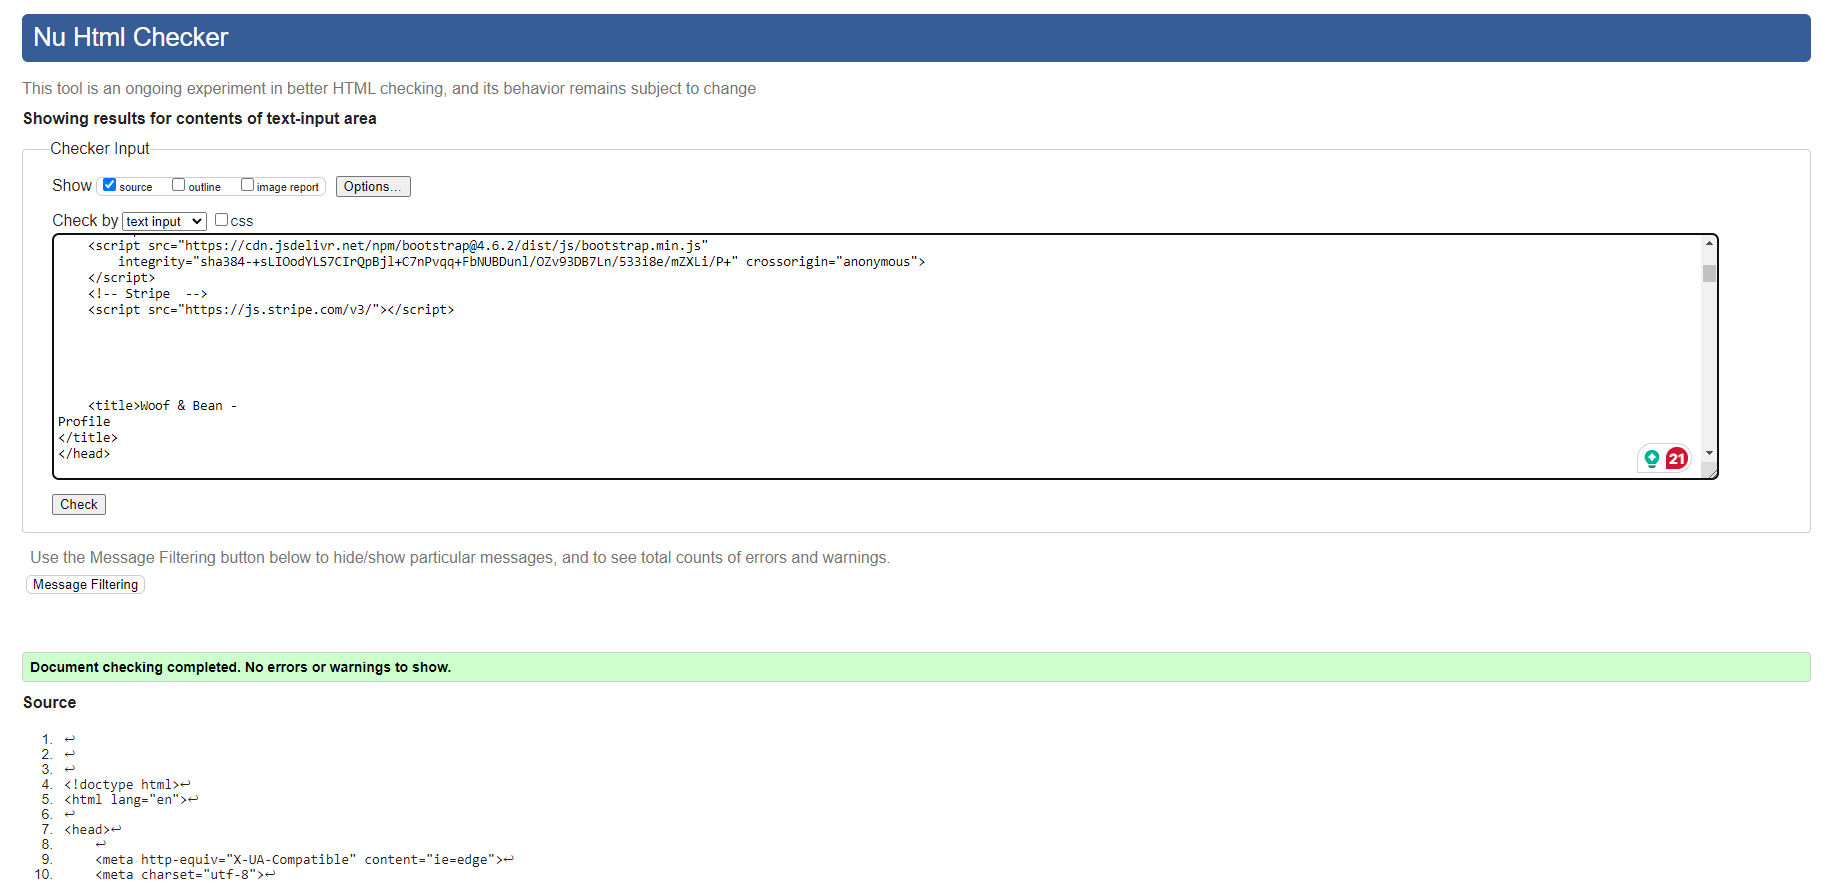 Nu Html Checker
This tool is an ongoing experiment in better HTML checking, and its behavior remains subject to change
Showing results for contents of text-input area
Checker Input
Show source outline image report Options...
Check by text input css
<script src="https://cdn.jsdelivr.net/npm/bootstrap@4.6.2/dist/js/bootstrap.min.js"
integrity="sha384-+sLIOodYLS7CIrQpBjl+C7nPvqq+FbNUBDunl/OZv93DB7Ln/533i8e/mZXLi/P+" crossorigin="anonymous">
</script>
<!-- Stripe  -->
<script src="https://js.stripe.com/v3/"></script>
<title>Woof & Bean -
Profile
</title>
</head>
21
Check
Use the Message Filtering button below to hide/show particular messages, and to see total counts of errors and warnings.
Message Filtering
Document checking completed. No errors or warnings to show.
Source
1. ↩
2. ↩
3. ↩
4. <!doctype html>↩
5. <html lang="en">↩
6. ↩
7. <head>↩
8. ↩
9. <meta http-equiv="X-UA-Compatible" content="ie=edge">↩
10. <meta charset="utf-8">↩